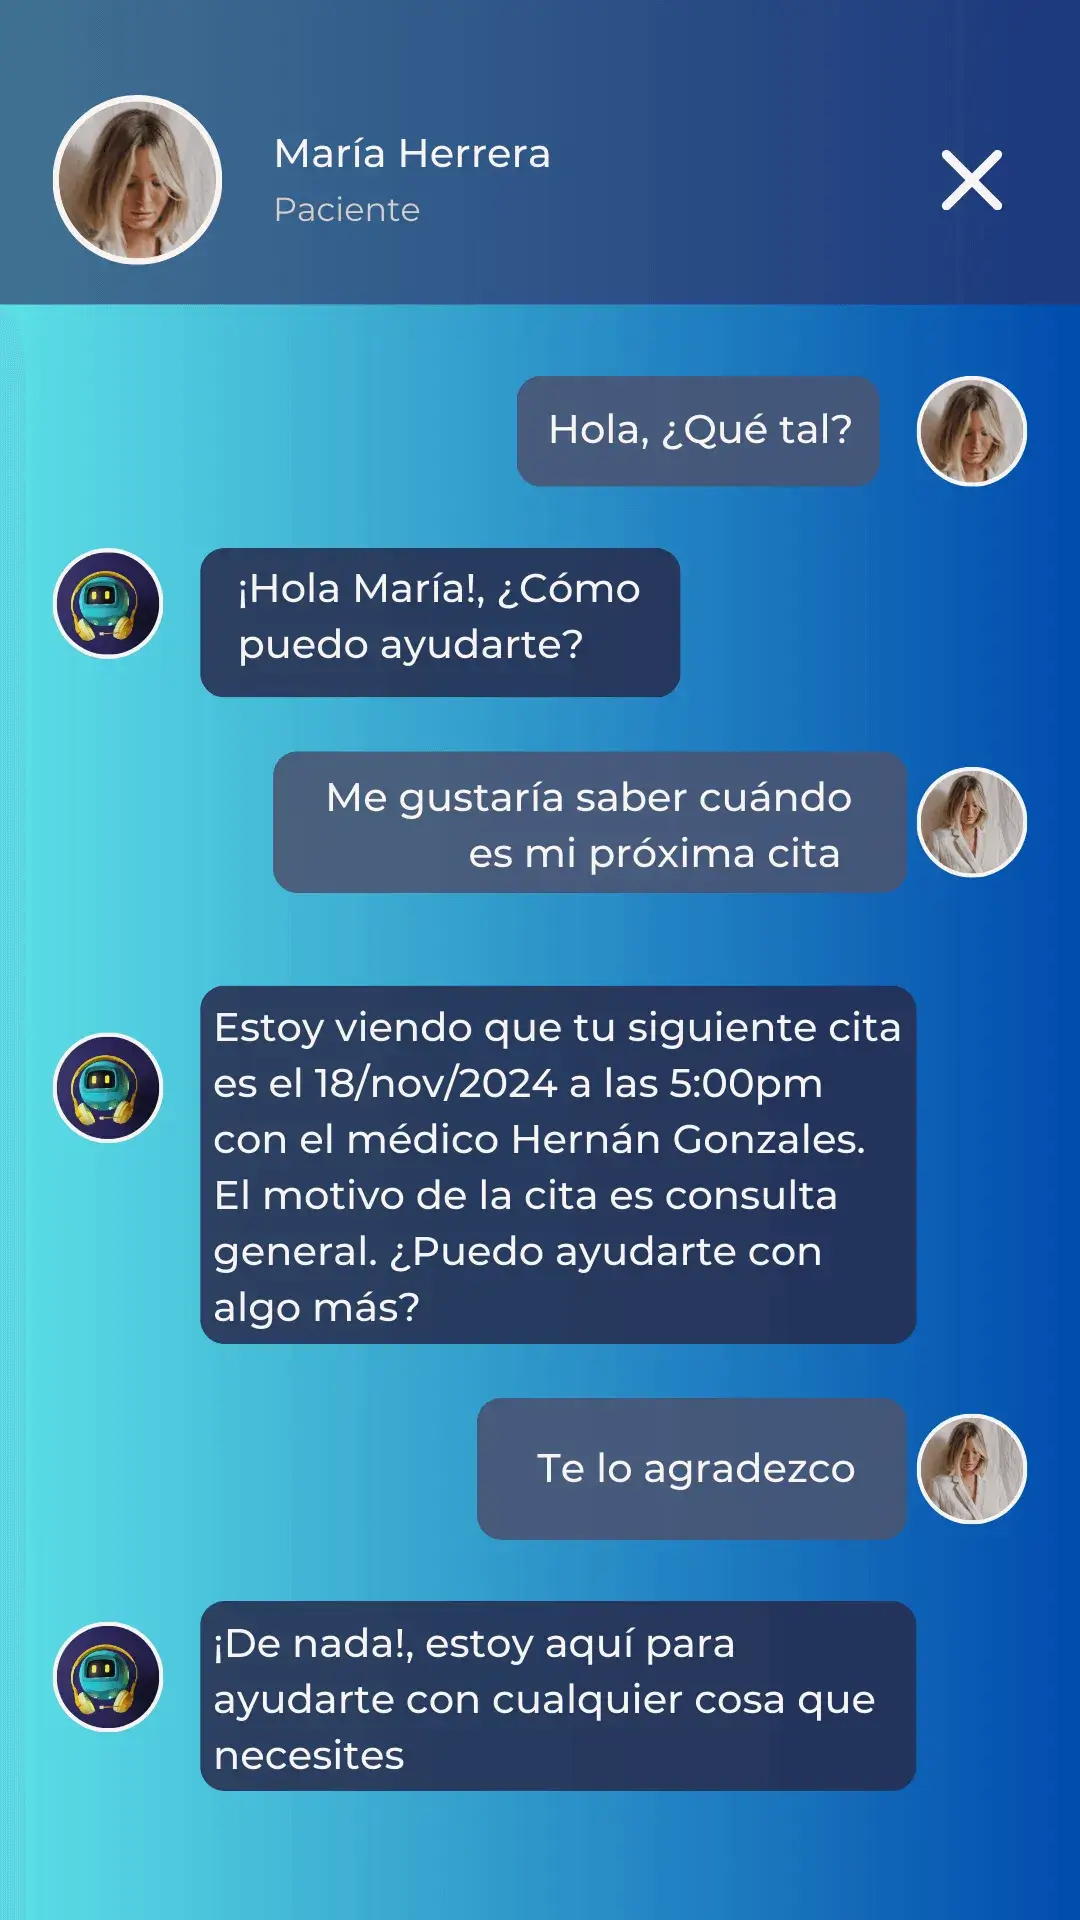 María Herrera
Paciente
Hola, ¿Qué tal?
¡Hola María!, ¿Cómo
puedo ayudarte?
Me gustaría saber cuándo
es mi próxima cita
Estoy viendo que tu siguiente cita
es el 18/nov/2024 a las 5:00pm
con el médico Hernán Gonzales.
El motivo de la cita es consulta
general. ¿Puedo ayudarte con
algo más?
Te lo agradezco
¡De nada!, estoy aquí para
ayudarte con cualquier cosa que
necesites